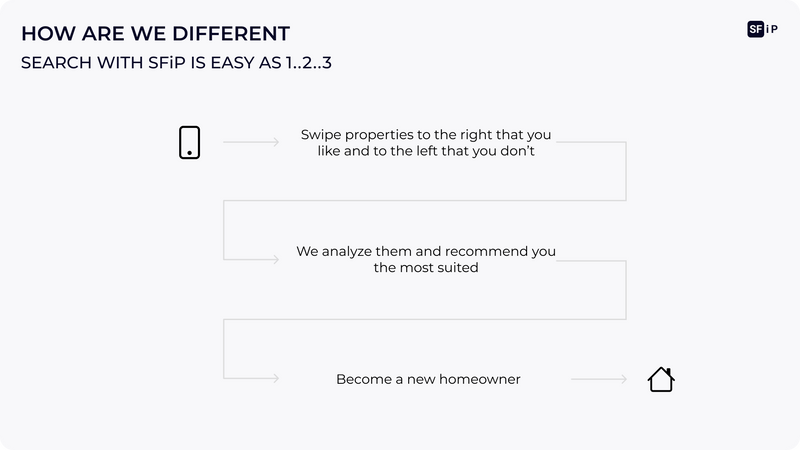 HOW ARE WE DIFFERENT
SF i P
SEARCH WITH SFiP IS EASY AS 1..2..3
Swipe properties to the right that you
like and to the left that you don't
We analyze them and recommend you
the most suited
Become a new homeowner